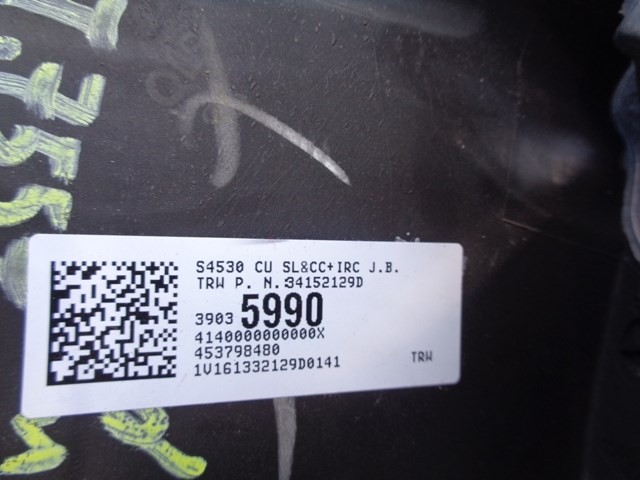 S4530 CU SL&CC+IRC J.B.
TRW P. N.:34152129D
3903 5990
4140000000000X
453798480
1V161332129D0141 TRW